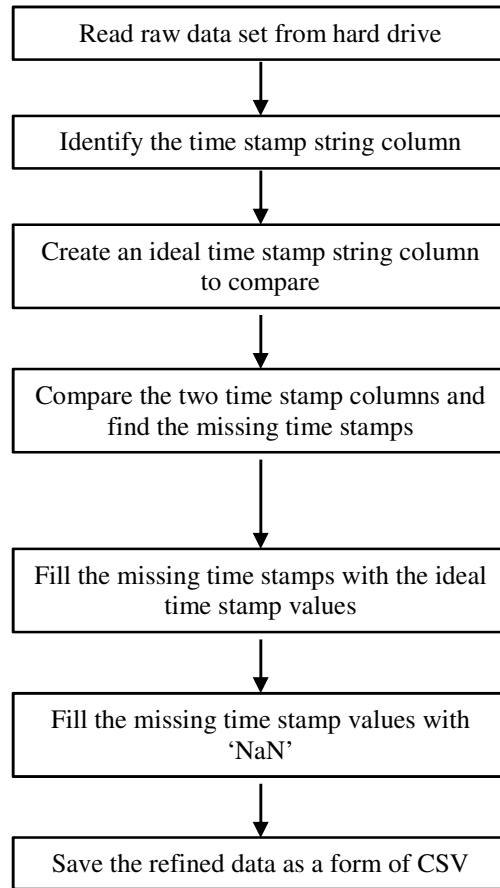 Read raw data set from hard drive
Identify the time stamp string column
Create an ideal time stamp string column
to compare
Compare the two time stamp columns and
find the missing time stamps
Fill the missing time stamps with the ideal
time stamp values
Fill the missing time stamp values with
‘NaN’
Save the refined data as a form of CSV